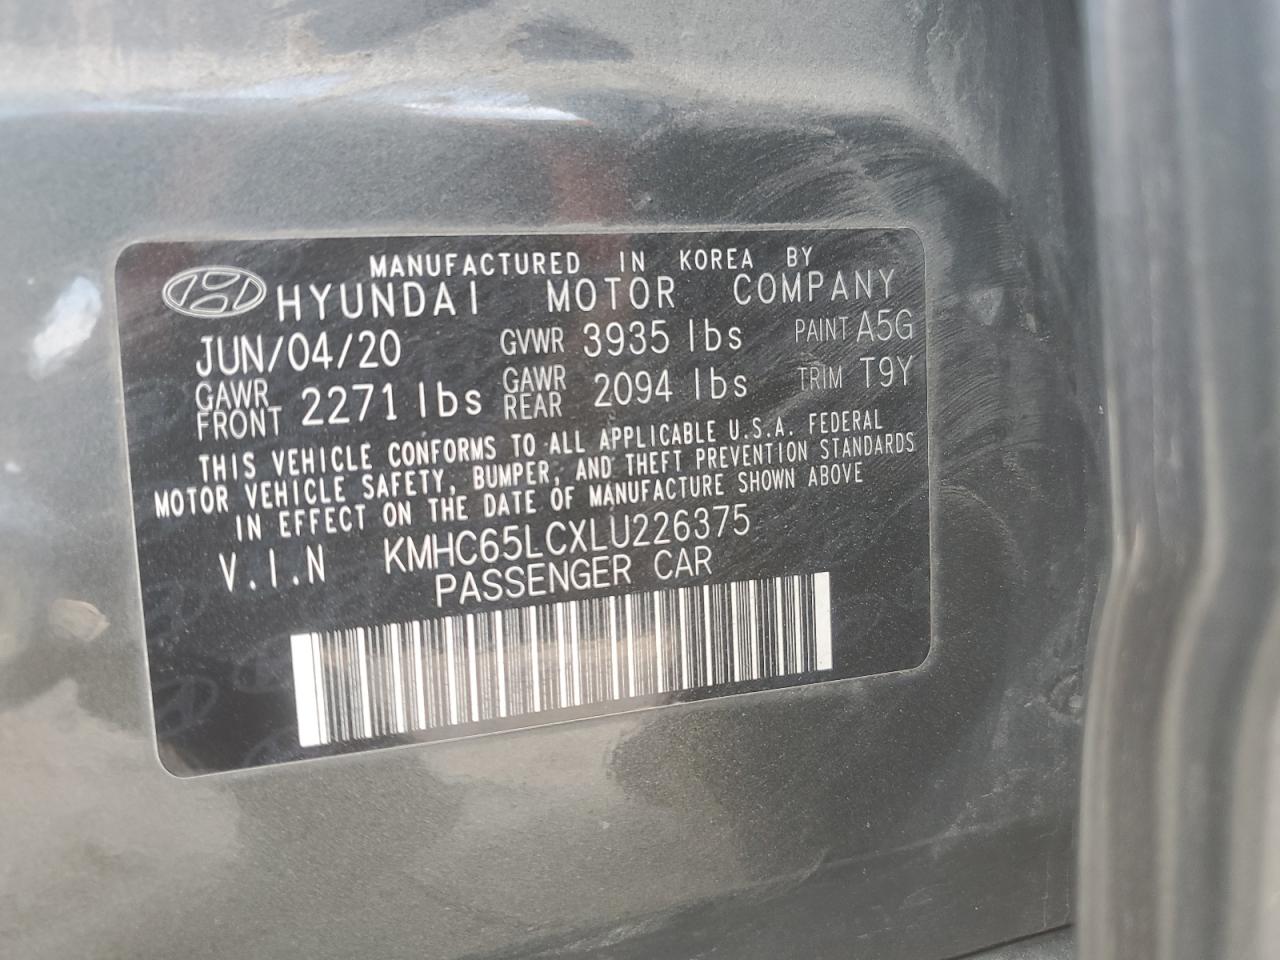 MANUFACTURED IN KOREA BY
HYUNDAI MOTOR COMPANY
JUN/04/20 GVWR 3935 lbs PAINT A5G
GAWR FRONT 2271 lbs GAWR REAR 2094 lbs TRIM T9Y
THIS VEHICLE CONFORMS TO ALL APPLICABLE U.S.A. FEDERAL
MOTOR VEHICLE SAFETY, BUMPER, AND THEFT PREVENTION STANDARDS
IN EFFECT ON THE DATE OF MANUFACTURE SHOWN ABOVE
V.I.N KMHC65LCXLU226375
PASSENGER CAR